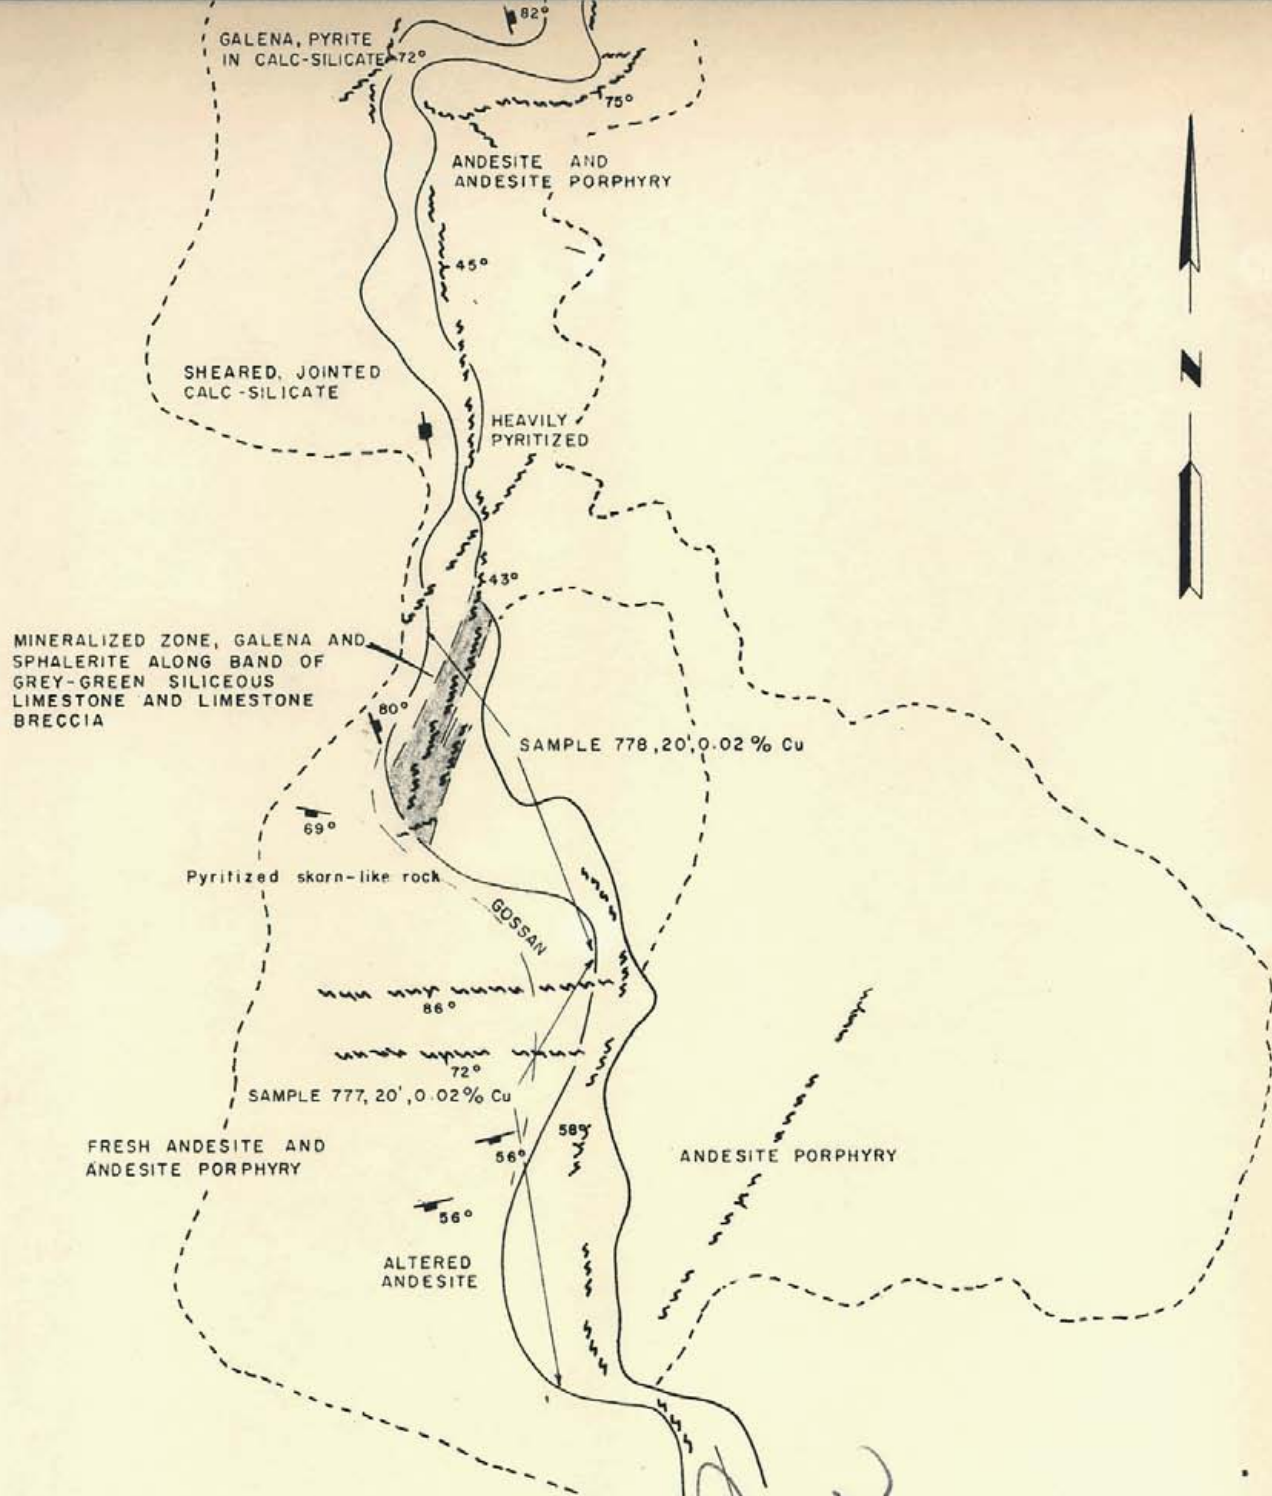 82°
GALENA, PYRITE
IN CALC-SILICATE
72°
75°
ANDESITE AND
ANDESITE PORPHYRY
45°
N
SHEARED, JOINTED
CALC-SILICATE
HEAVILY
PYRITIZED
43°
MINERALIZED ZONE, GALENA AND
SPHALERITE ALONG BAND OF
GREY-GREEN SILICEOUS
LIMESTONE AND LIMESTONE
BRECCIA
80°
SAMPLE 778, 20', 0.02 % Cu
69°
Pyritized skarn-like rock
GOSSAN
86°
72°
SAMPLE 777, 20', 0.02% Cu
58°
FRESH ANDESITE AND
ANDESITE PORPHYRY
56°
ANDESITE PORPHYRY
56°
ALTERED
ANDESITE